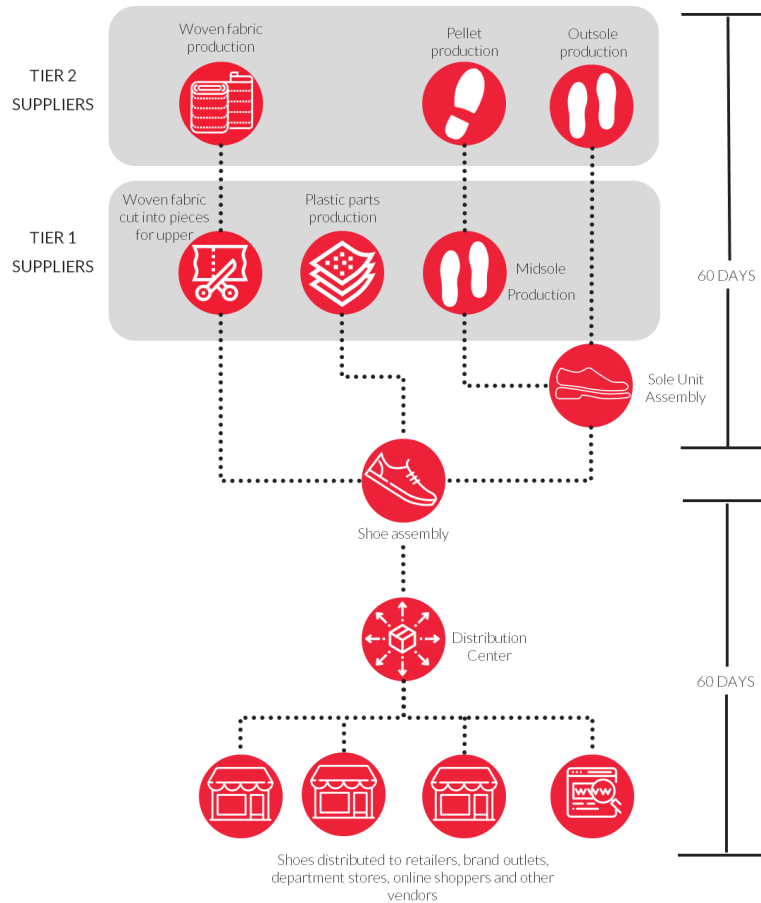 Woven fabric
production
Pellet
production
Outsole
production
TIER 2
SUPPLIERS
Woven fabric
cut into pieces
for upper
Plastic parts
production
TIER 1
SUPPLIERS
Midsole
Production
60 DAYS
Sole Unit
Assembly
Shoe assembly
Distribution
Center
60 DAYS
WWW
Shoes distributed to retailers, brand outlets,
department stores, online shoppers and other
vendors